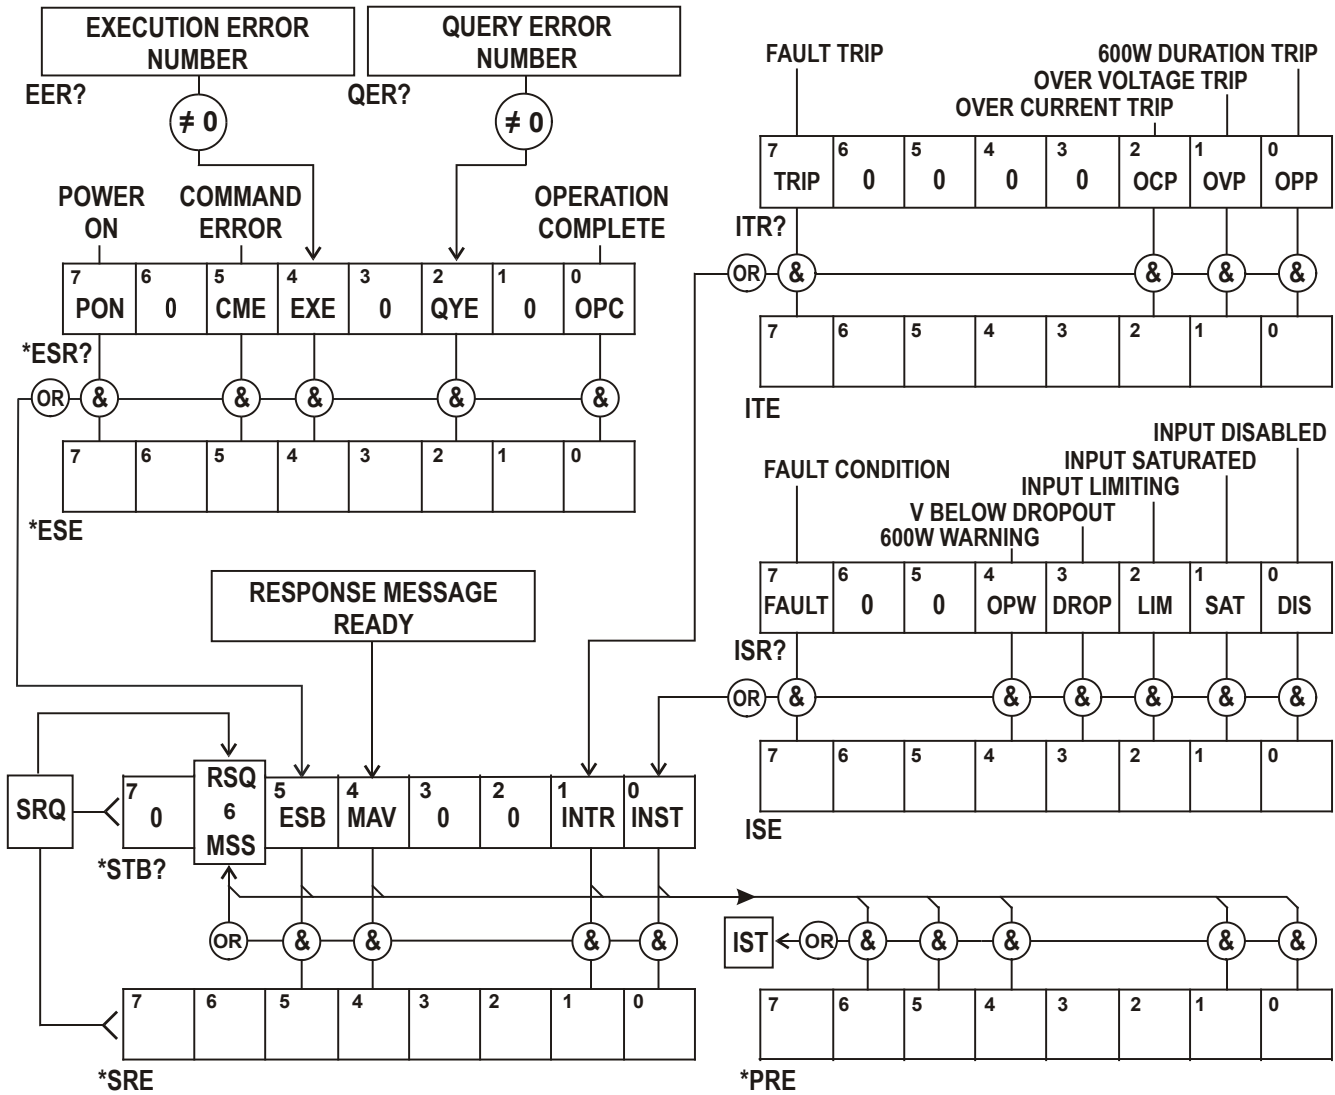 EXECUTION ERROR
NUMBER
EER?
≠ 0
QUERY ERROR
NUMBER
QER?
≠ 0
POWER
ON
COMMAND
ERROR
OPERATION
COMPLETE
7 6 5 4 3 2 1 0
PON 0 CME EXE 0 QYE 0 OPC
*ESR?
OR & & & & &
7 6 5 4 3 2 1 0
*ESE
FAULT TRIP
600W DURATION TRIP
OVER VOLTAGE TRIP
OVER CURRENT TRIP
7 6 5 4 3 2 1 0
TRIP 0 0 0 0 OCP OVP OPP
ITR?
OR & & & &
7 6 5 4 3 2 1 0
ITE
INPUT DISABLED
INPUT SATURATED
FAULT CONDITION
INPUT LIMITING
V BELOW DROPOUT
600W WARNING
7 6 5 4 3 2 1 0
FAULT 0 0 OPW DROP LIM SAT DIS
ISR?
OR & & & & & &
7 6 5 4 3 2 1 0
ISE
RESPONSE MESSAGE
READY
SRQ
7 RSQ 5 4 3 2 1 0
0 6 ESB MAV 0 0 INTR INST
MSS
*STB?
OR & & & &
7 6 5 4 3 2 1 0
*SRE
IST OR & & & & &
7 6 5 4 3 2 1 0
*PRE